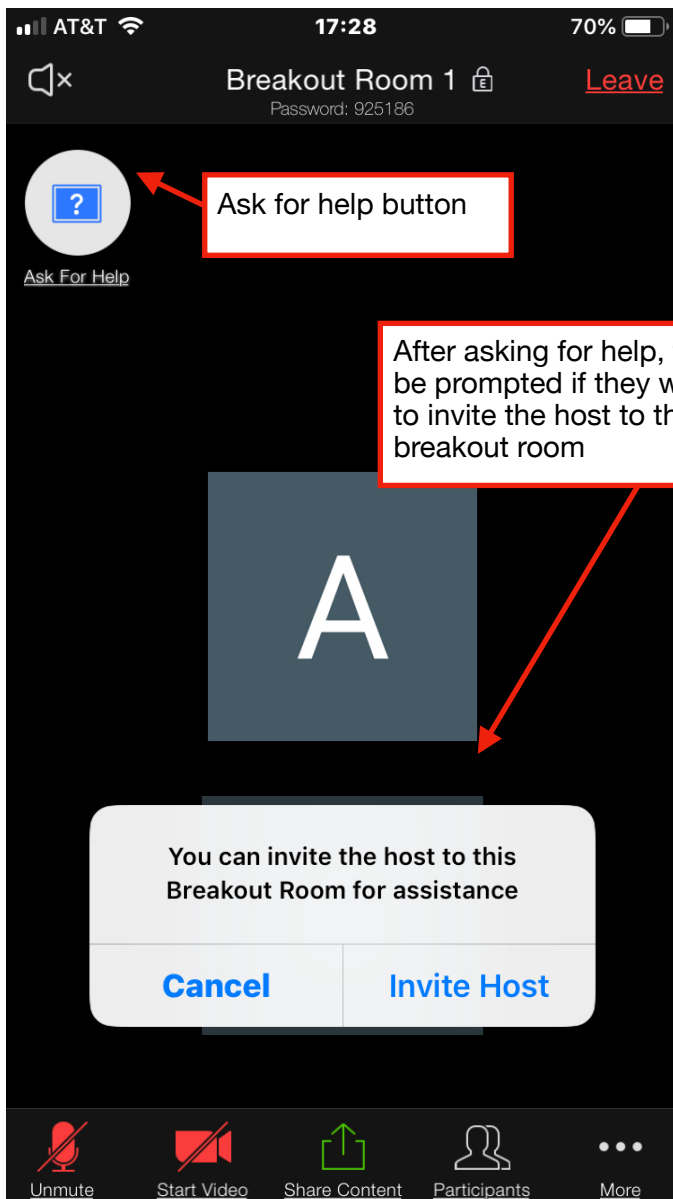 AT&T 17:28 70%
Breakout Room 1
Leave
Password: 925186
?
Ask for help button
Ask For Help
After asking for help,
be prompted if they w
to invite the host to th
breakout room
A
You can invite the host to this
Breakout Room for assistance
Cancel Invite Host
Unmute Start Video Share Content Participants More